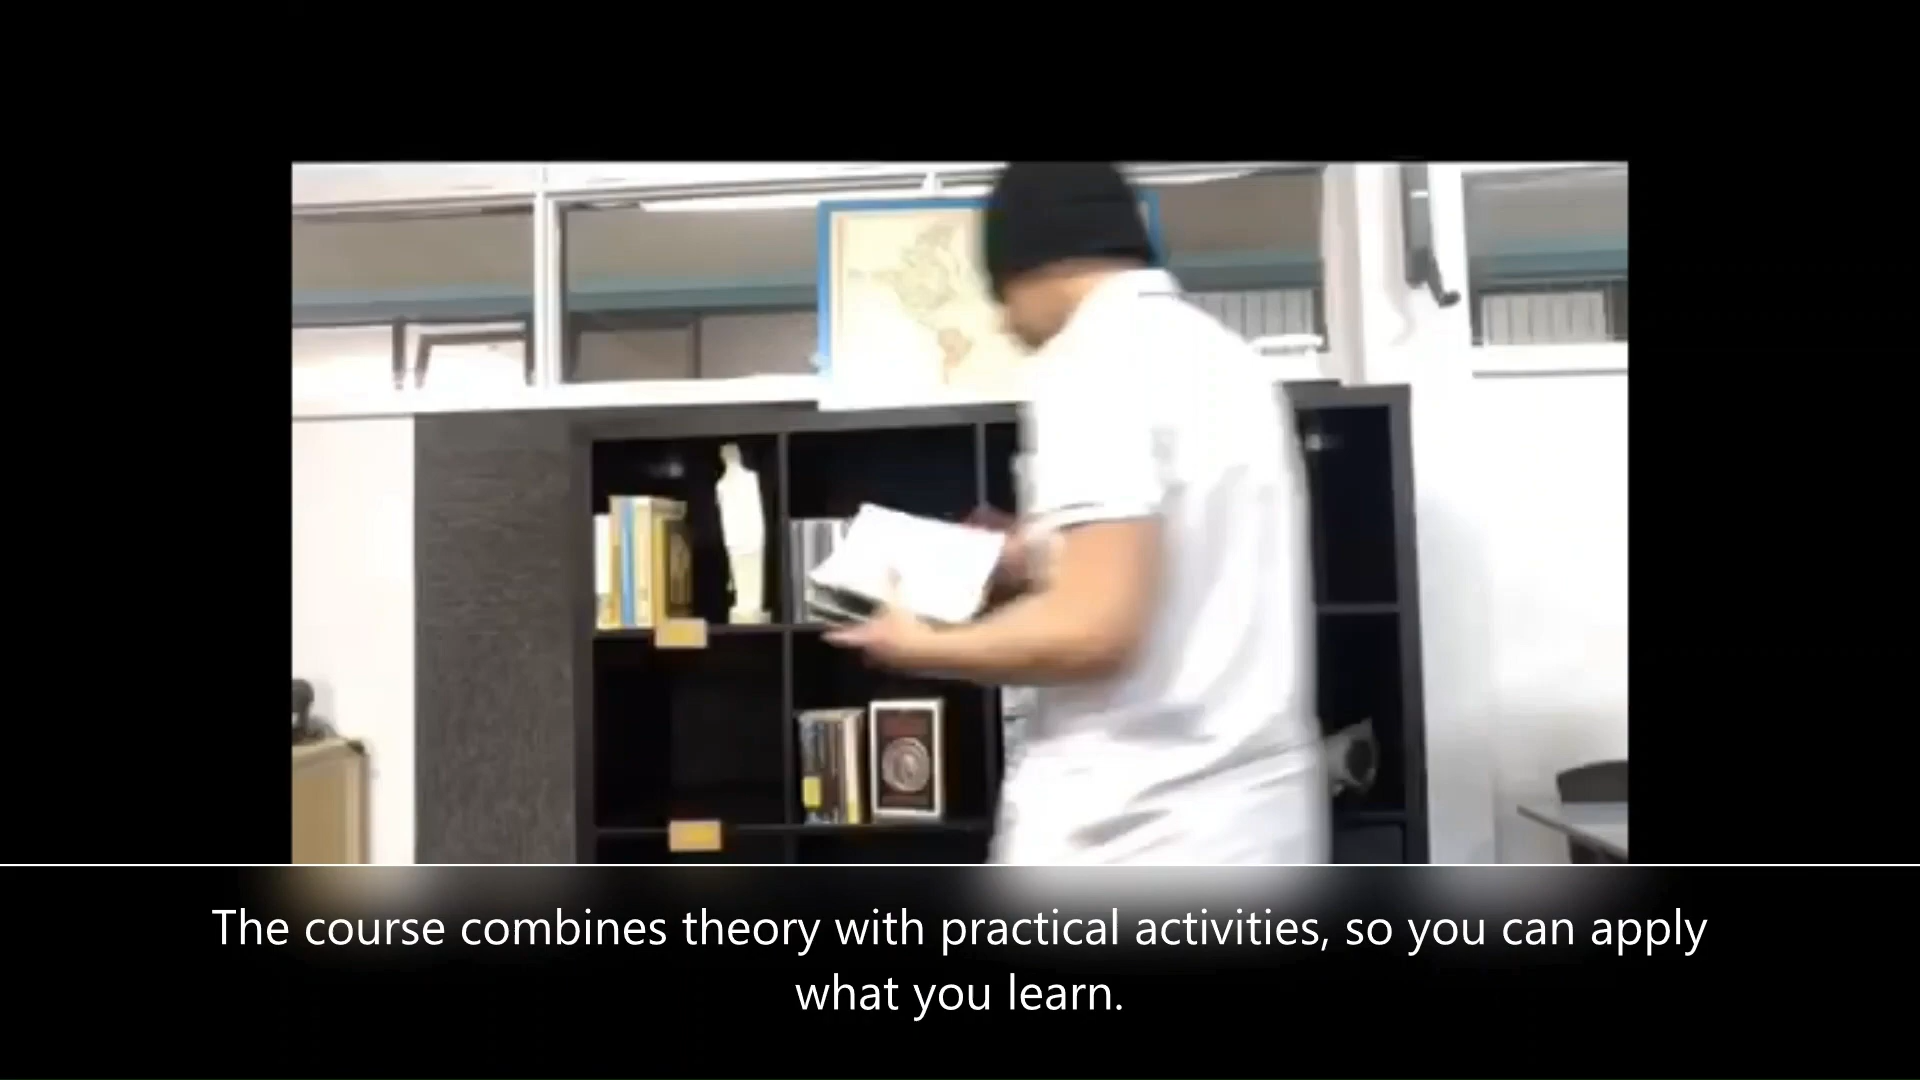 The course combines theory with practical activities, so you can apply
what you learn.